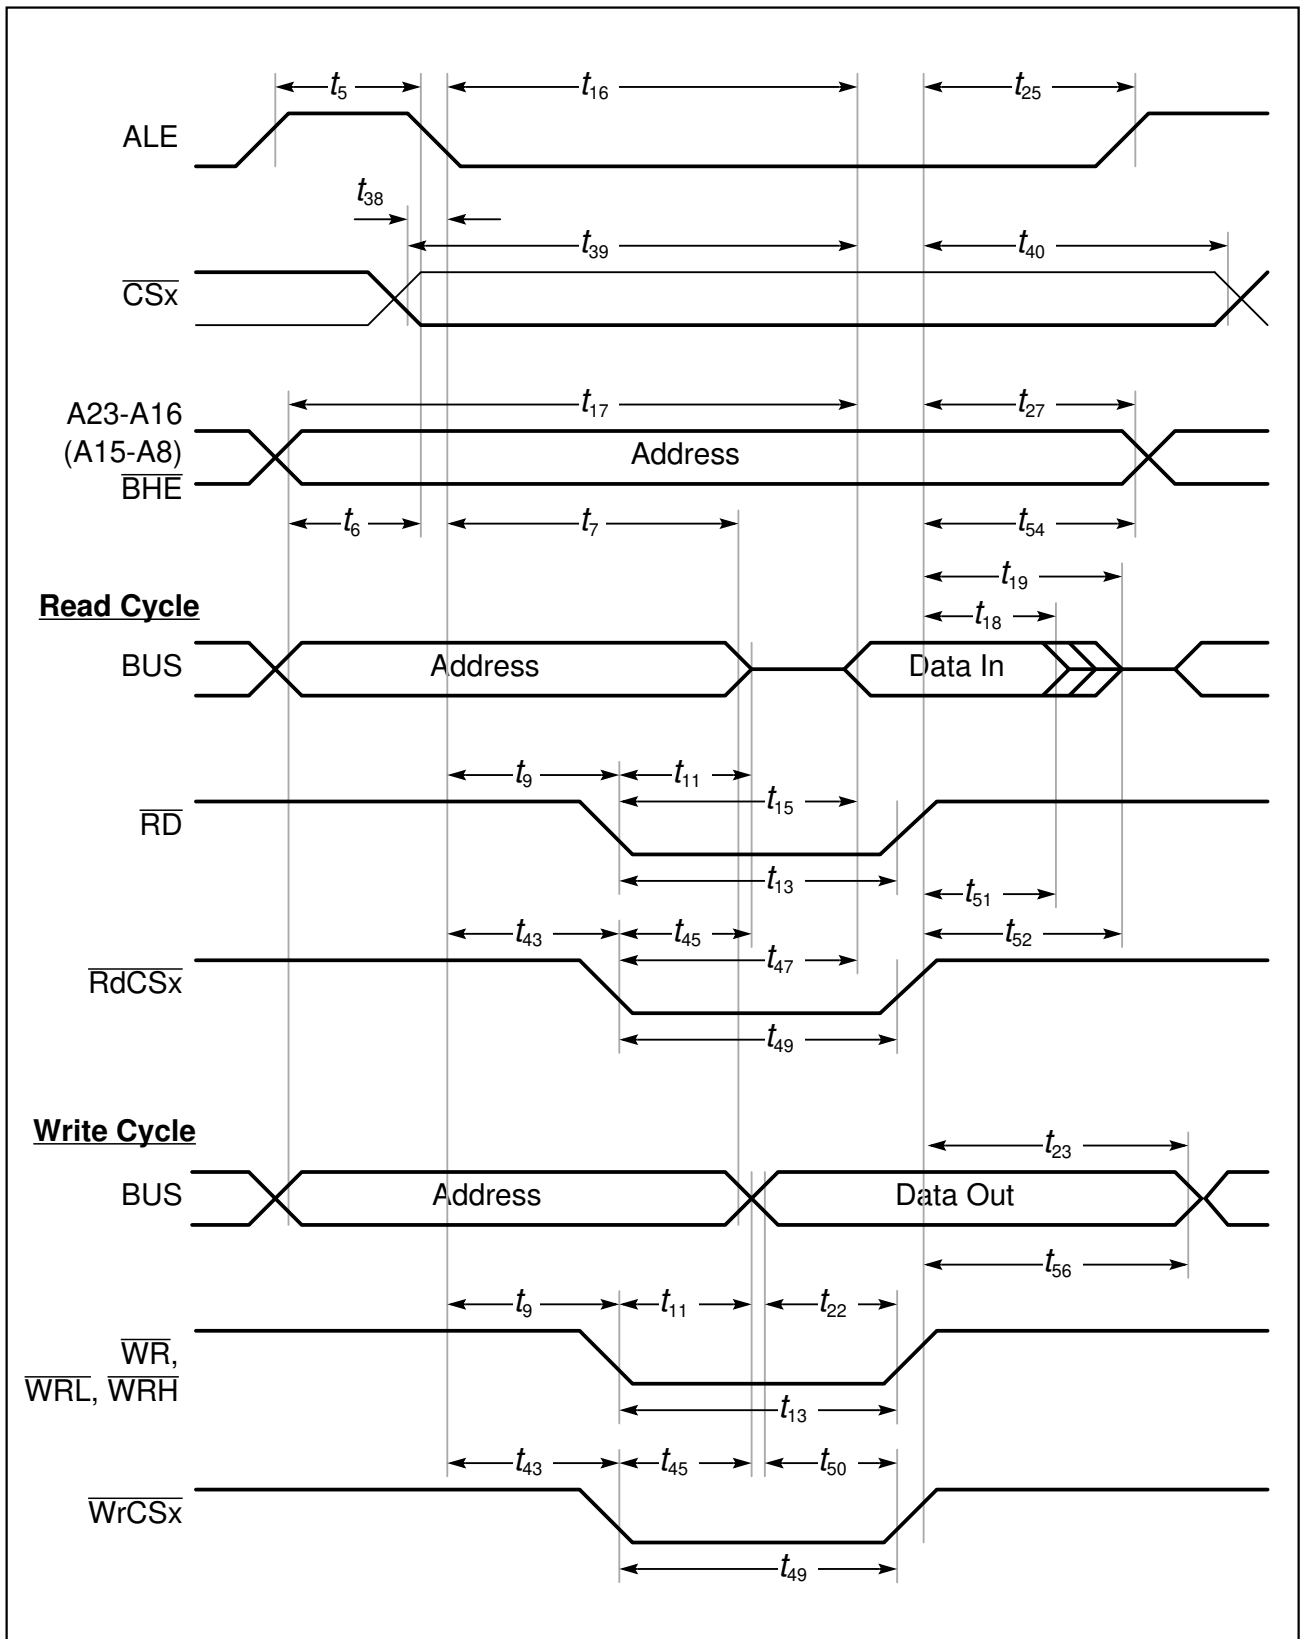 t5 t16 t25
ALE
t38
t39 t40
CSx
t17 t27
A23-A16
(A15-A8)
BHE
Address
t6 t7 t54
t19
Read Cycle
t18
BUS Address Data In
t9 t11
t15
RD
t13
t51
t43 t45 t52
t47
RdCSx
t49
Write Cycle
t23
BUS Address Data Out
t56
t9 t11 t22
WR,
WRL, WRH
t13
t43 t45 t50
WrCSx
t49